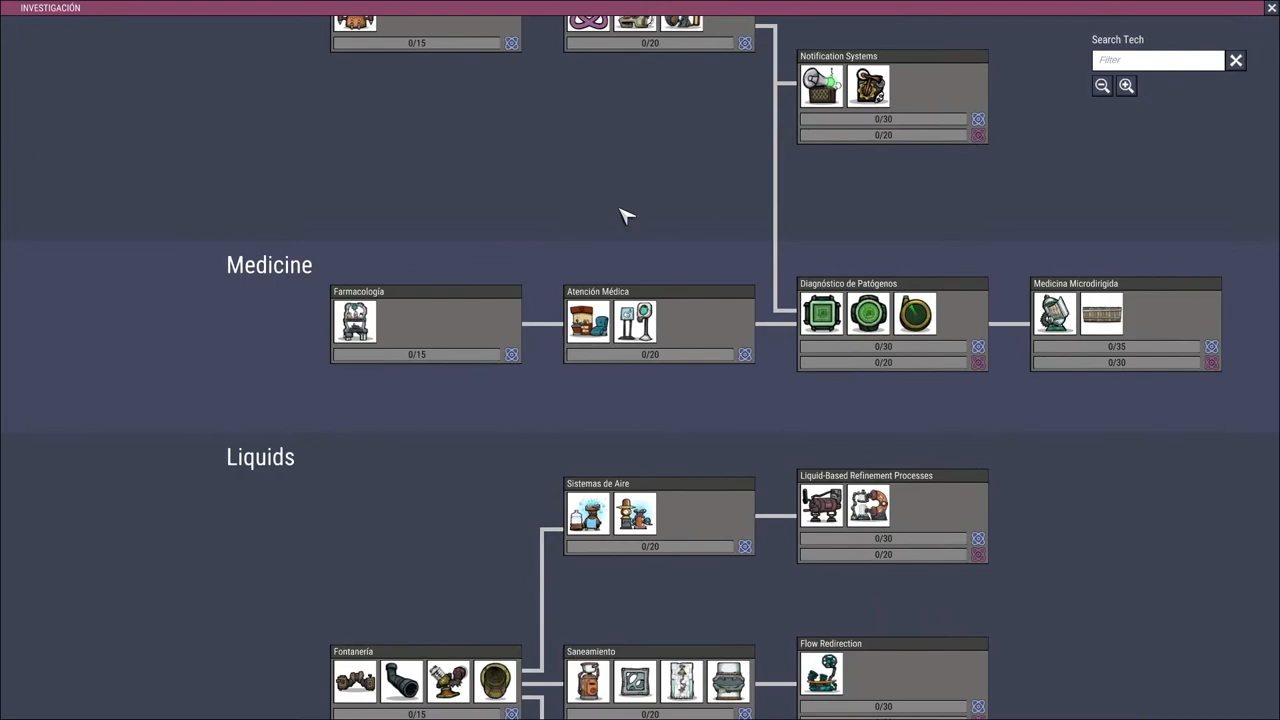 INVESTIGACIÓN
0/15
0/20
Search Tech
Filter
Notification Systems
0/30
0/20
Medicine
Farmacología
0/15
Atención Médica
0/20
Diagnóstico de Patógenos
0/30
0/20
Medicina Microdirigida
0/35
0/30
Liquids
Sistemas de Aire
0/20
Liquid-Based Refinement Processes
0/30
0/20
Fontanería
0/15
Saneamiento
0/20
Flow Redirection
0/30